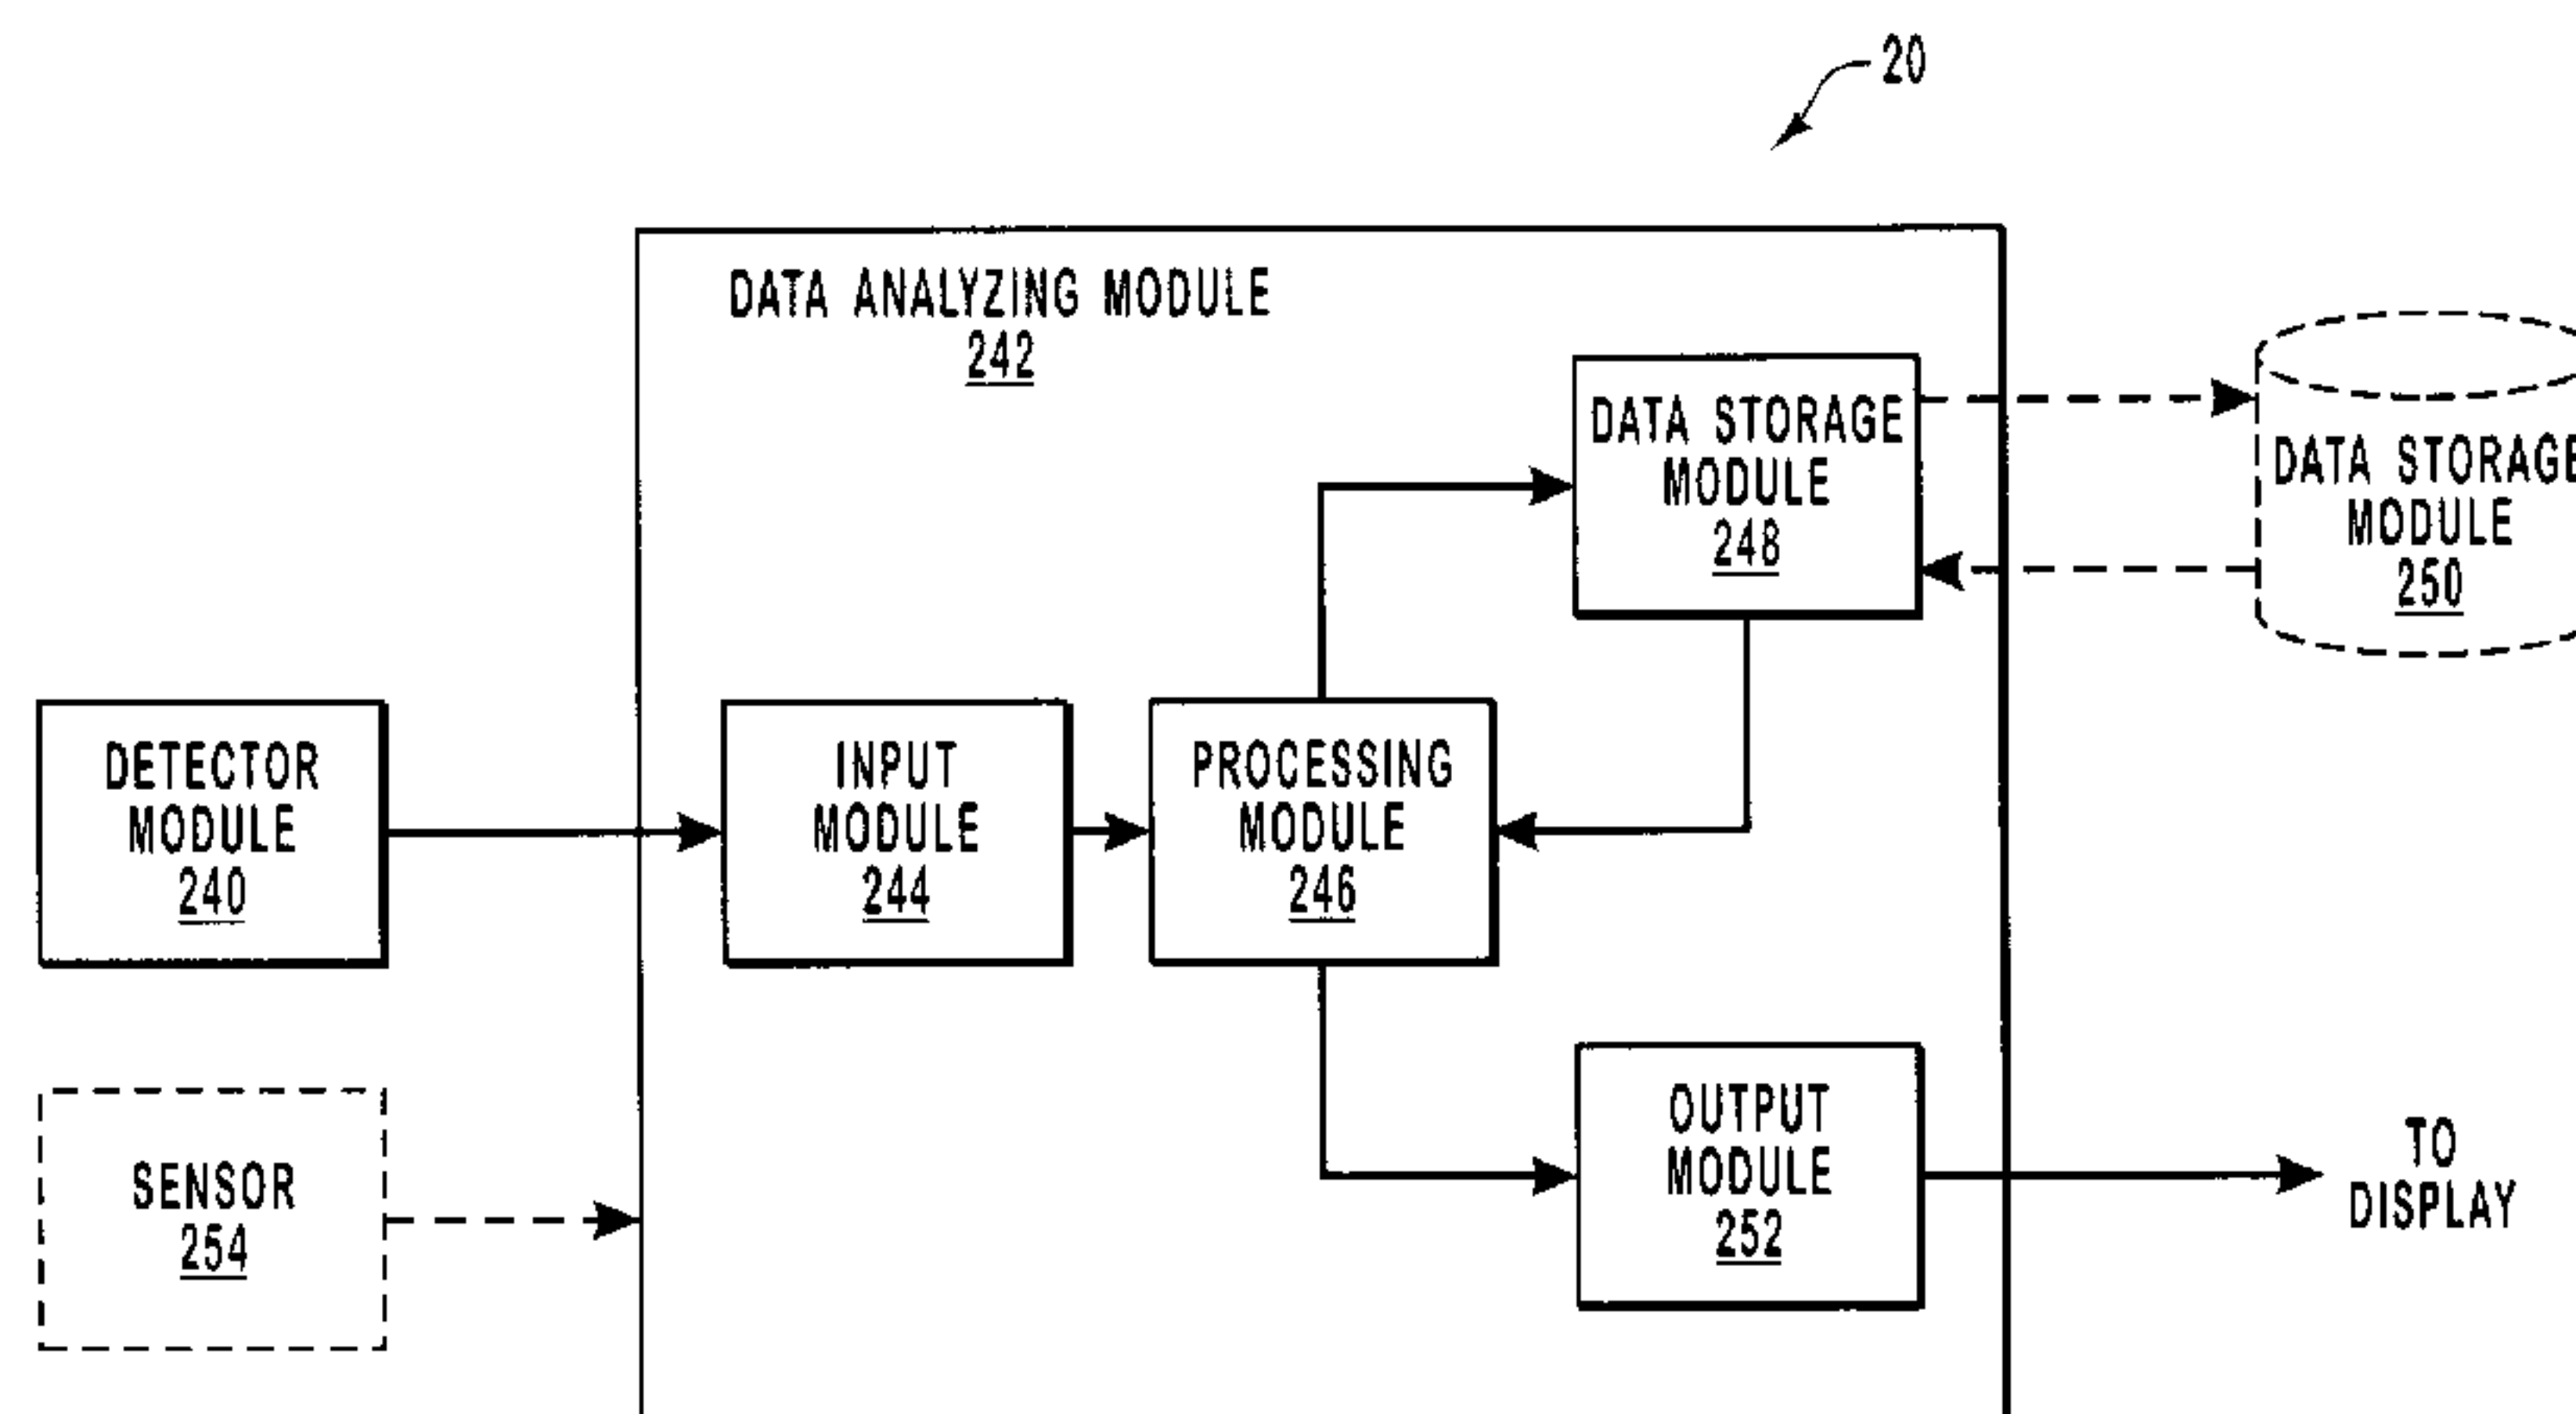 20
DATA ANALYZING MODULE
242
DATA STORAGE
MODULE
248
DATA STORAGE
MODULE
250
DETECTOR
MODULE
240
INPUT
MODULE
244
PROCESSING
MODULE
246
SENSOR
254
OUTPUT
MODULE
252
TO
DISPLAY